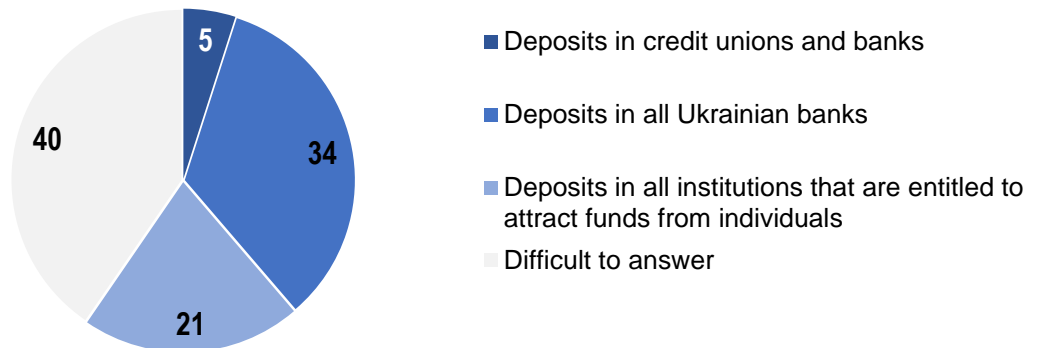 5
Deposits in credit unions and banks
Deposits in all Ukrainian banks
40
34
Deposits in all institutions that are entitled to
attract funds from individuals
Difficult to answer
21